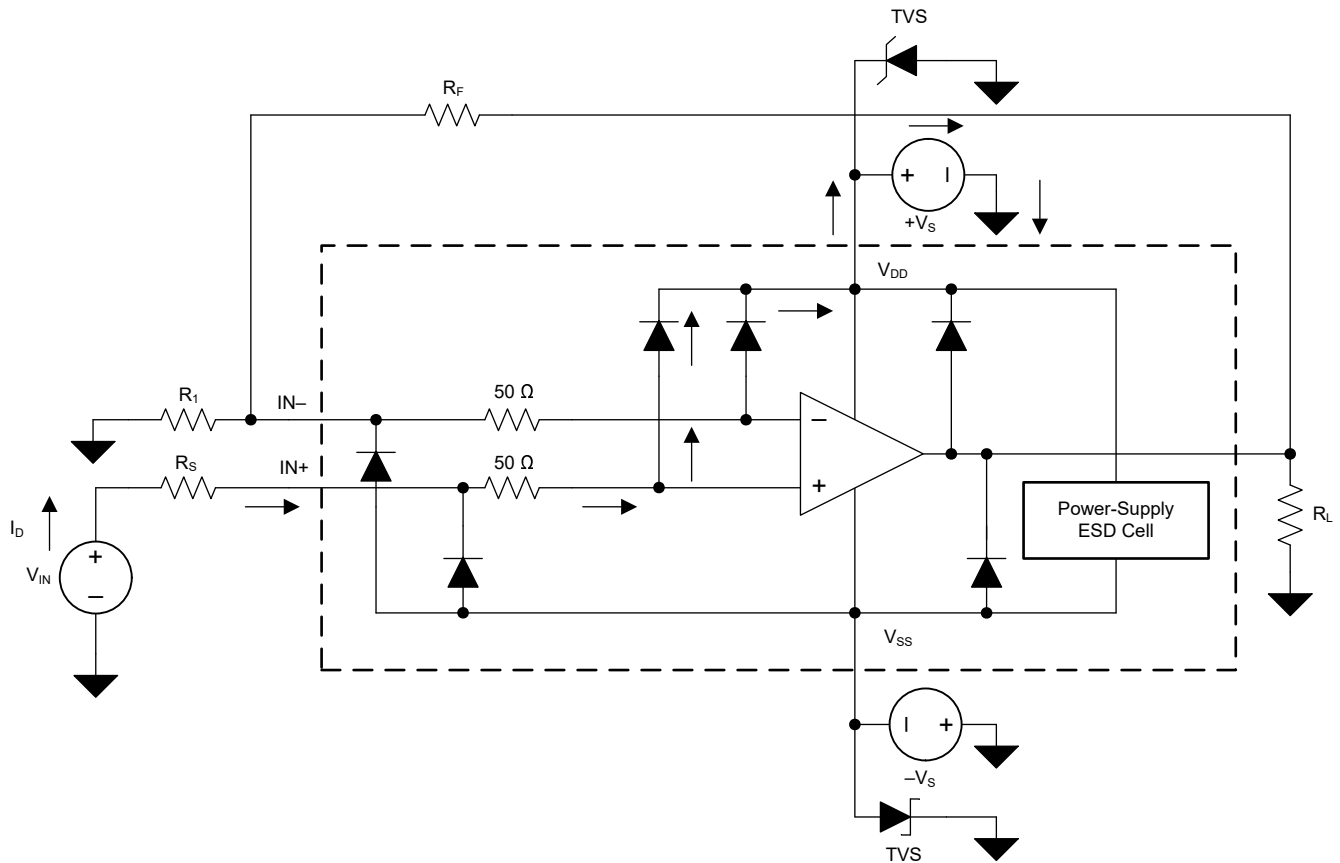 TVS
R_F
+V_S
V_DD
R_1
IN–
50 Ω
R_S
IN+
50 Ω
–
+
I_D
V_IN
+
–
+
I
Power-Supply
ESD Cell
R_L
V_SS
I
+
–V_S
TVS